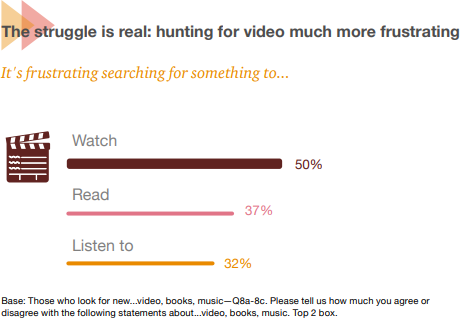 The struggle is real: hunting for video much more frustrating
It's frustrating searching for something to...
Watch
50%
Read
37%
Listen to
32%
Base: Those who look for new...video, books, music—Q8a-8c. Please tell us how much you agree or
disagree with the following statements about...video, books, music. Top 2 box.